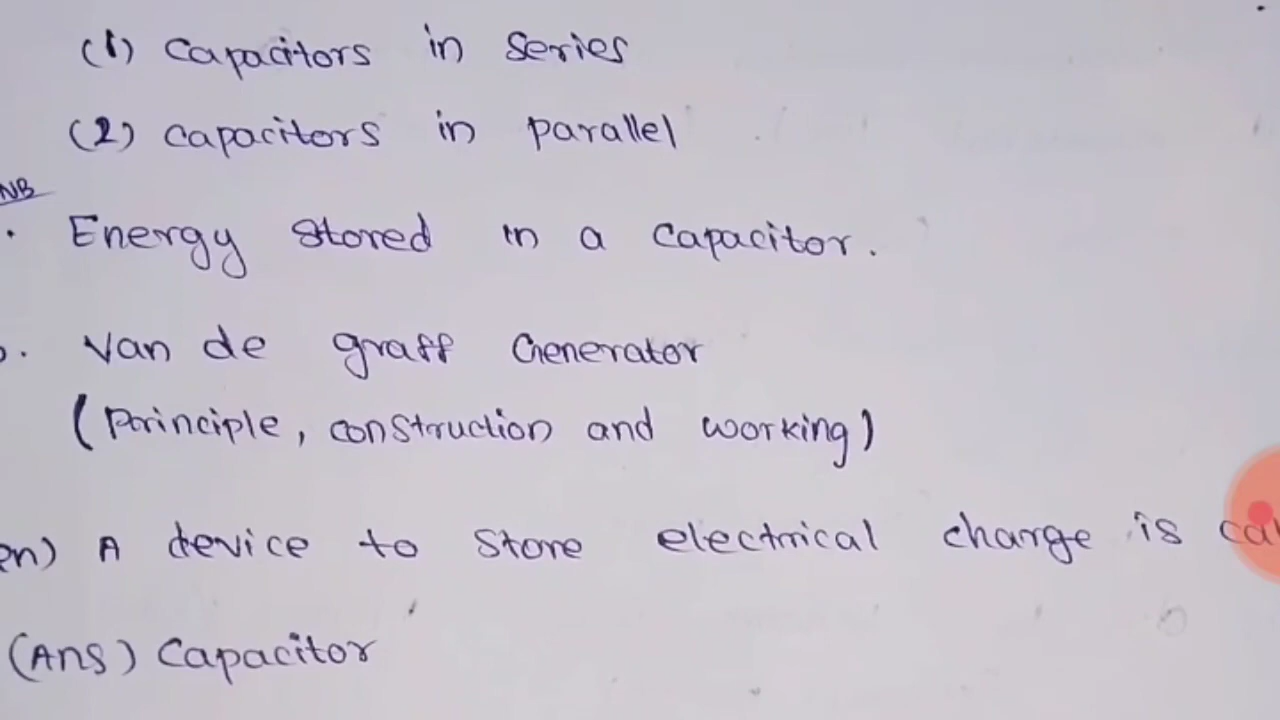 (1) Capacitors in series
(2) Capacitors in parallel
NB
. Energy stored in a capacitor.
. Van de graff Generator
(Principle, construction and working)
A device to store electrical charge is
(Ans) Capacitor